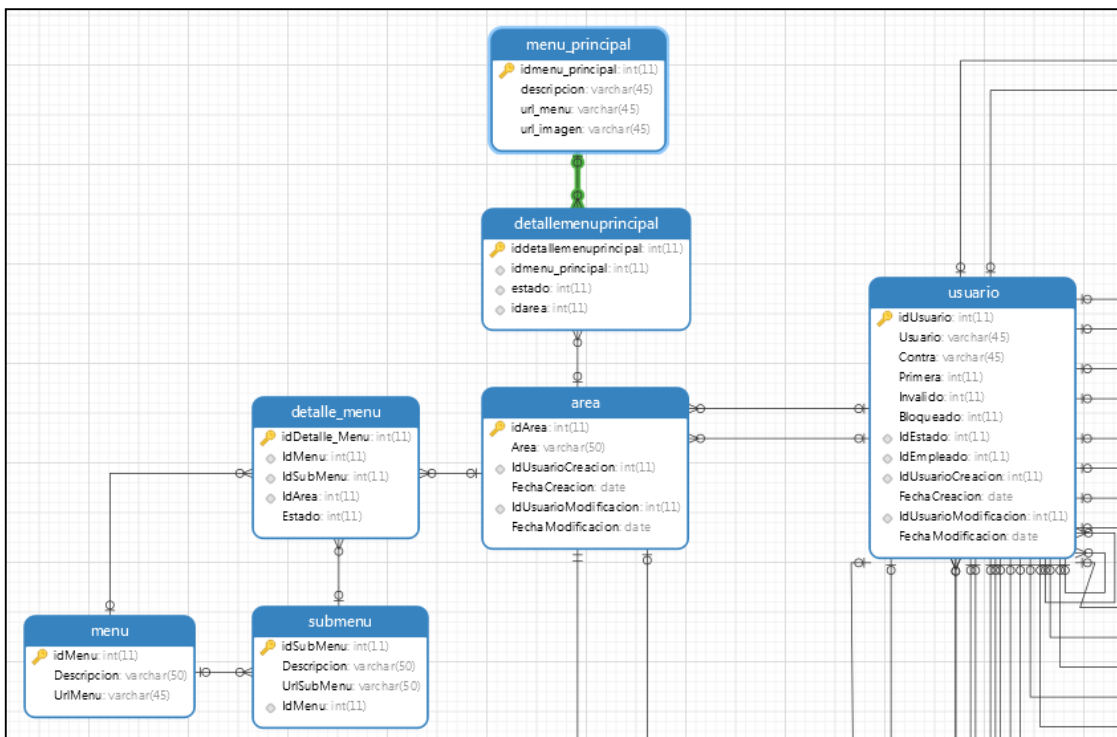 menu_principal
idmenu_principal: int(11)
descripcion: varchar(45)
url_menu: varchar(45)
url_imagen: varchar(45)
detallemenuprincipal
iddetallemenuprincipal: int(11)
idmenu_principal: int(11)
estado: int(11)
idarea: int(11)
usuario
idUsuario: int(11)
Usuario: varchar(45)
Contra: varchar(45)
Primera: int(11)
Invalido: int(11)
Bloqueado: int(11)
IdEstado: int(11)
IdEmpleado: int(11)
IdUsuarioCreacion: int(11)
FechaCreacion: date
IdUsuarioModificacion: int(11)
FechaModificacion: date
area
idArea: int(11)
Area: varchar(50)
IdUsuarioCreacion: int(11)
FechaCreacion: date
IdUsuarioModificacion: int(11)
FechaModificacion: date
detalle_menu
idDetalle_Menu: int(11)
IdMenu: int(11)
IdSubMenu: int(11)
IdArea: int(11)
Estado: int(11)
menu
idMenu: int(11)
Descripcion: varchar(50)
UrlMenu: varchar(45)
submenu
idSubMenu: int(11)
Descripcion: varchar(50)
UrlSubMenu: varchar(50)
IdMenu: int(11)